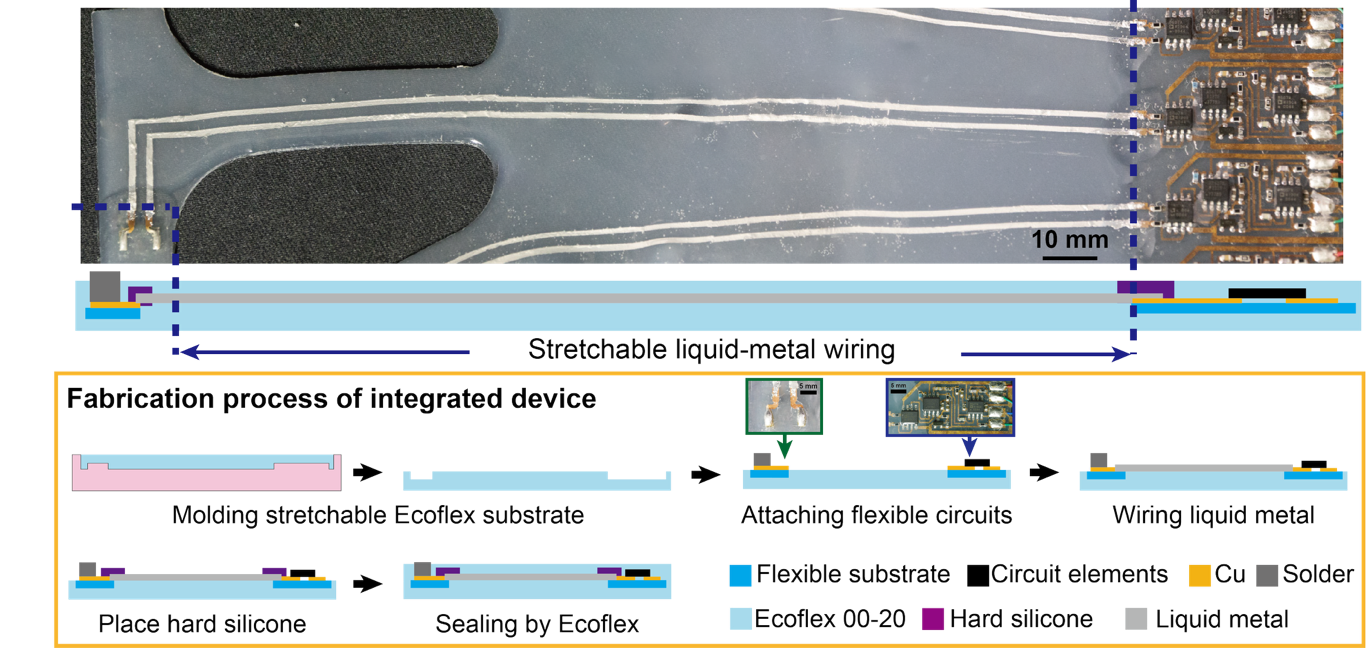 10 mm
Stretchable liquid-metal wiring
Fabrication process of integrated device
5 mm
5 mm
Molding stretchable Ecoflex substrate
Attaching flexible circuits
Wiring liquid metal
Place hard silicone
Sealing by Ecoflex
Flexible substrate
Circuit elements
Cu
Solder
Ecoflex 00-20
Hard silicone
Liquid metal